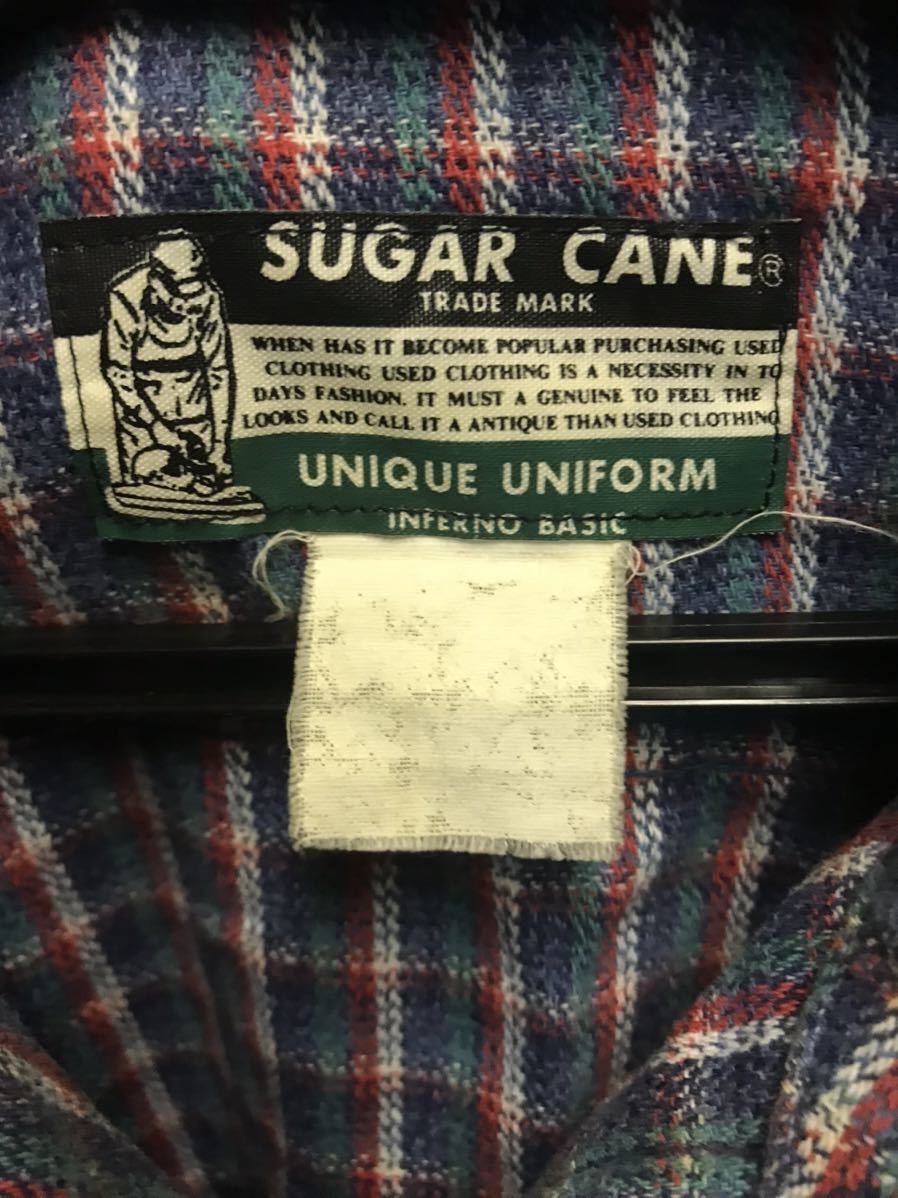 SUGAR CANE®
TRADE MARK
WHEN HAS IT BECOME POPULAR PURCHASING USED
CLOTHING USED CLOTHING IS A NECESSITY IN TO
DAYS FASHION. IT MUST A GENUINE TO FEEL THE
LOOKS AND CALL IT A ANTIQUE THAN USED CLOTHING
UNIQUE UNIFORM
INFERNO BASIC